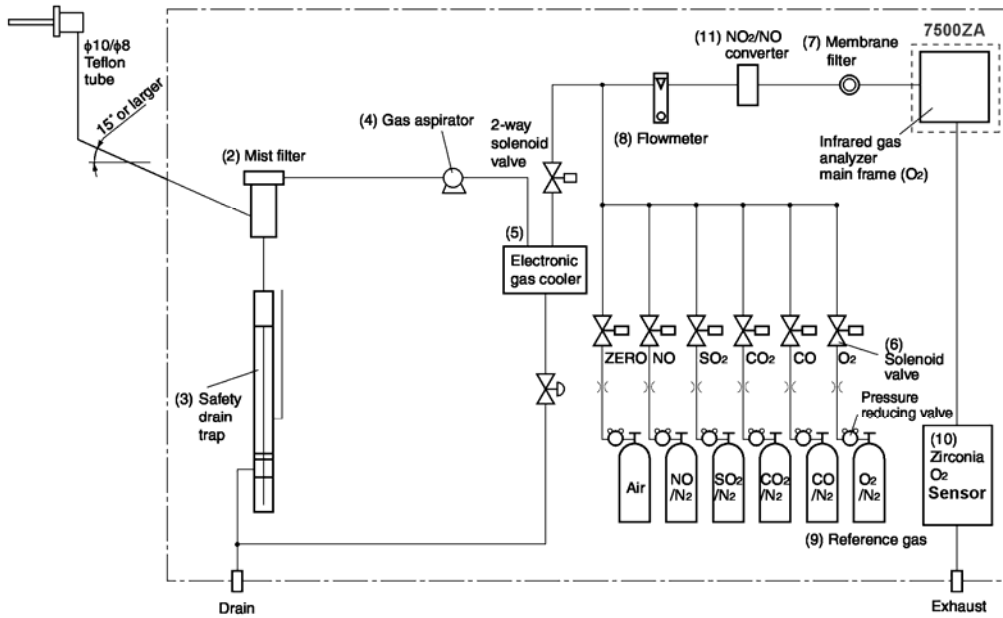 ϕ10/ϕ8
Teflon
tube
15° or larger
(2) Mist filter
(3) Safety
drain
trap
Drain
(4) Gas aspirator
2-way
solenoid
valve
(5)
Electronic
gas cooler
(8) Flowmeter
(11) NO₂/NO
converter
(7) Membrane
filter
7500ZA
Infrared gas
analyzer
main frame (O₂)
ZERO NO SO₂ CO₂ CO O₂
(6)
Solenoid
valve
Pressure
reducing valve
Air
NO
/N₂
SO₂
/N₂
CO₂
/N₂
CO
/N₂
O₂
/N₂
(9) Reference gas
(10)
Zirconia
O₂
Sensor
Exhaust